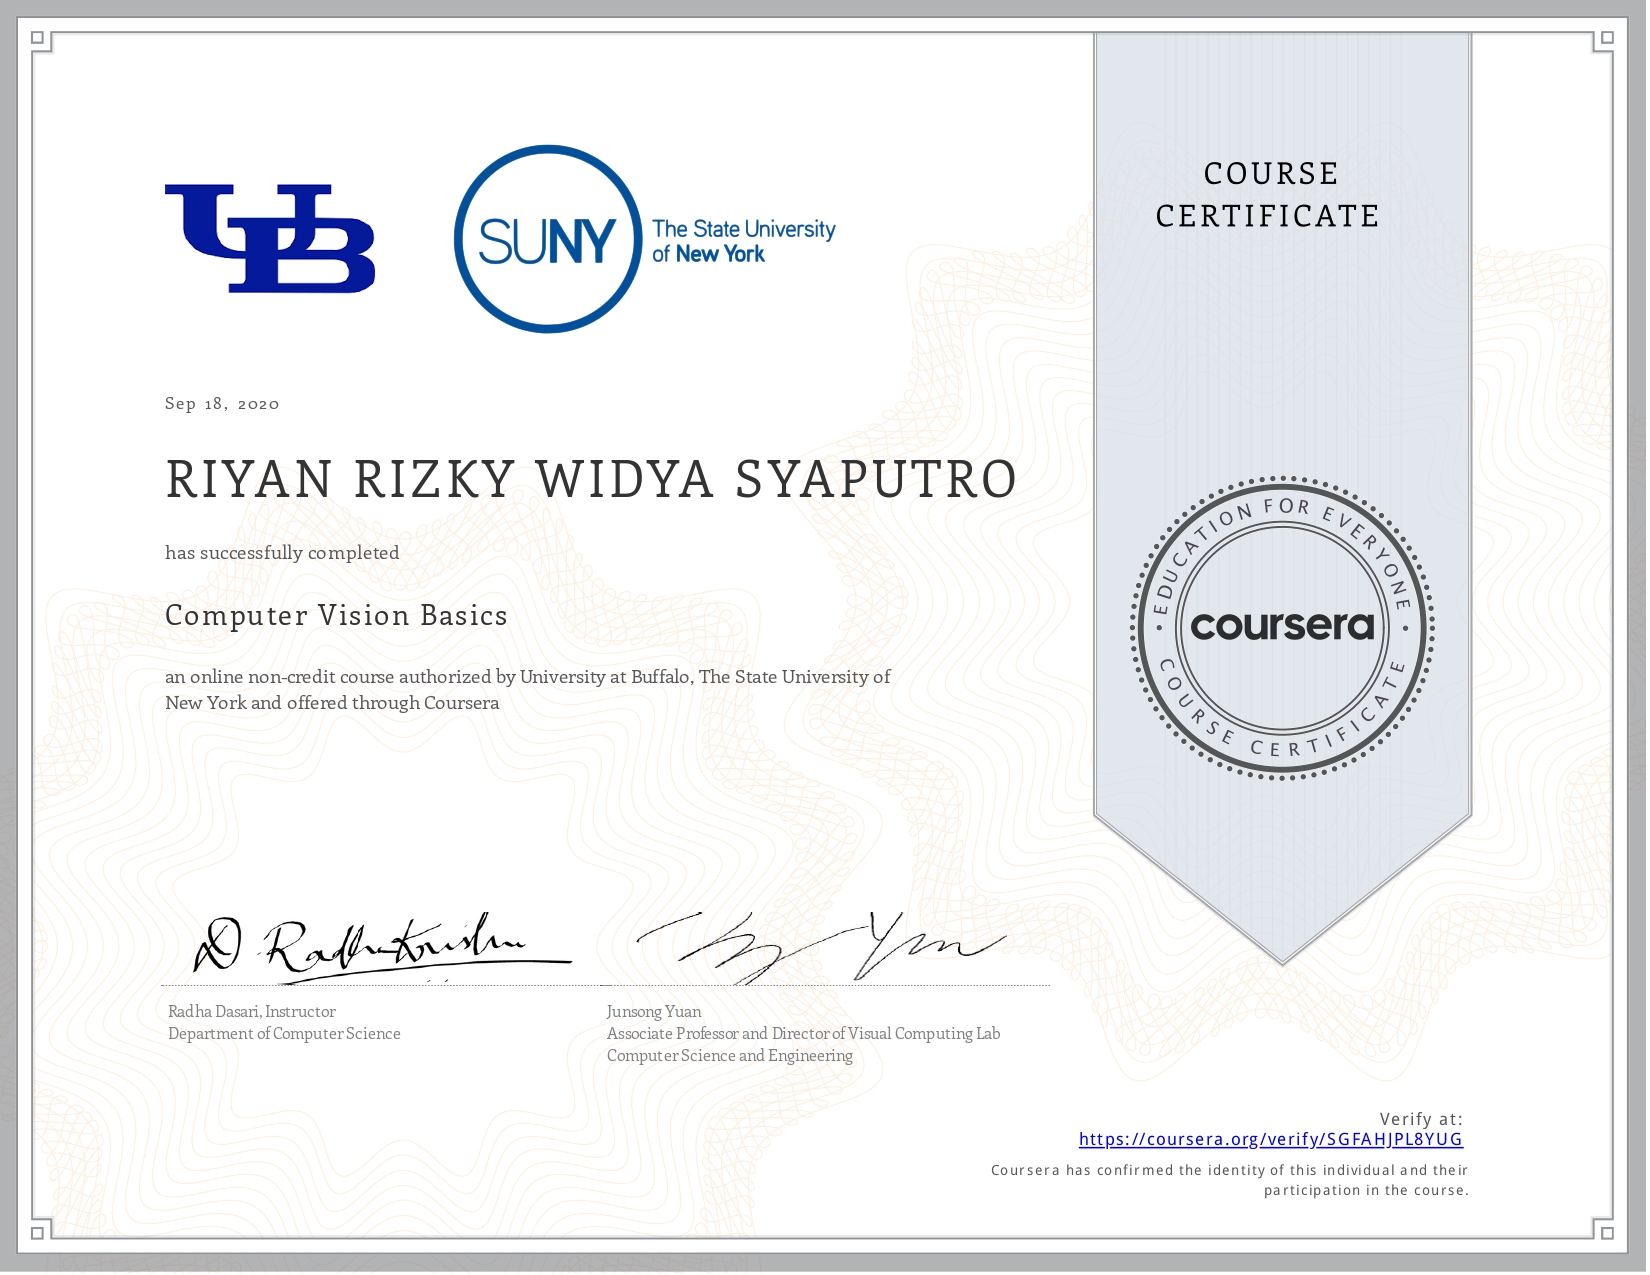 UB
SUNY
The State University
of New York
COURSE
CERTIFICATE
Sep 18, 2020
RIYAN RIZKY WIDYA SYAPUTRO
has successfully completed
Computer Vision Basics
an online non-credit course authorized by University at Buffalo, The State University of
New York and offered through Coursera
EDUCATION FOR EVERYONE
coursera
COURSE CERTIFICATE
Radha Dasari, Instructor
Department of Computer Science
Junsong Yuan
Associate Professor and Director of Visual Computing Lab
Computer Science and Engineering
Verify at:
https://coursera.org/verify/SGFAHJPL8YUG
Coursera has confirmed the identity of this individual and their
participation in the course.